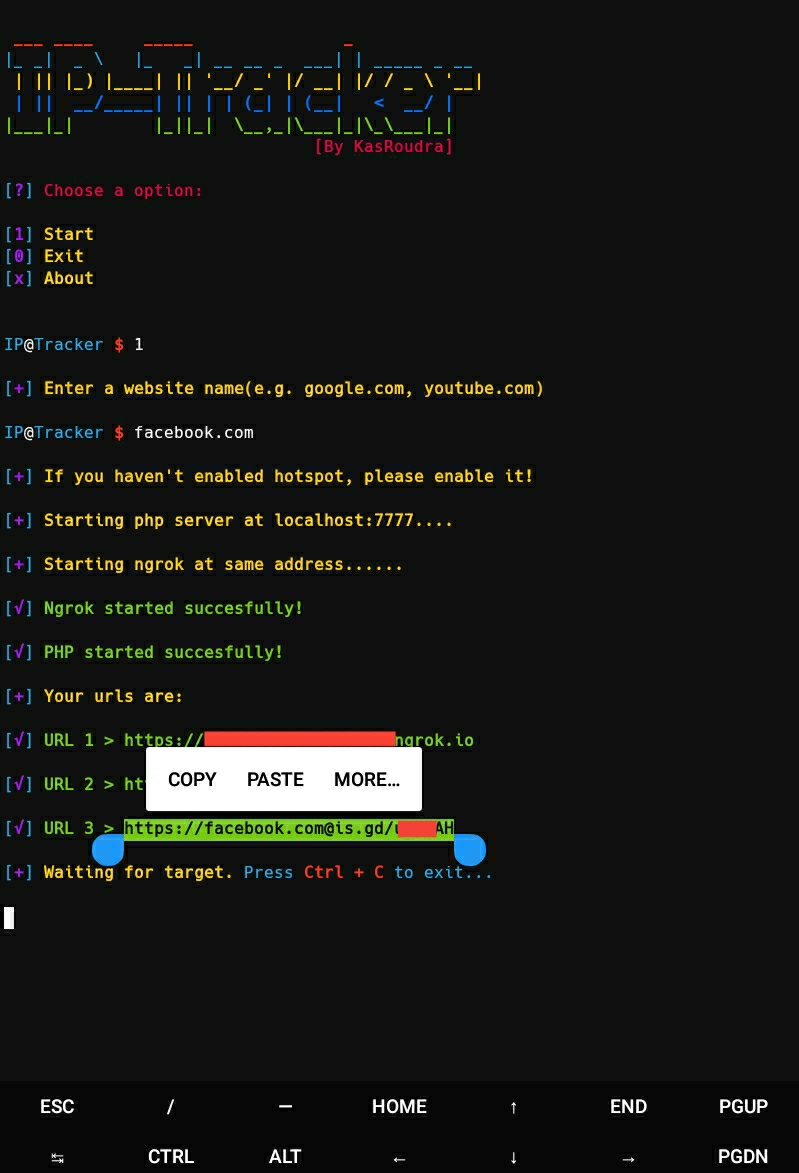 IP-Tracker
[By KasRoudra]
[?] Choose a option:
[1] Start
[0] Exit
[x] About
IP@Tracker $ 1
[+] Enter a website name(e.g. google.com, youtube.com)
IP@Tracker $ facebook.com
[+] If you haven't enabled hotspot, please enable it!
[+] Starting php server at localhost:7777....
[+] Starting ngrok at same address......
[√] Ngrok started succesfully!
[√] PHP started succesfully!
[+] Your urls are:
[√] URL 1 > https:// ngrok.io
COPY PASTE MORE...
[√] URL 2 >
[√] URL 3 > https://facebook.com@is.gd/ AH
[+] Waiting for target. Press Ctrl + C to exit...
ESC / — HOME ↑ END PGUP
↹ CTRL ALT ← ↓ → PGDN